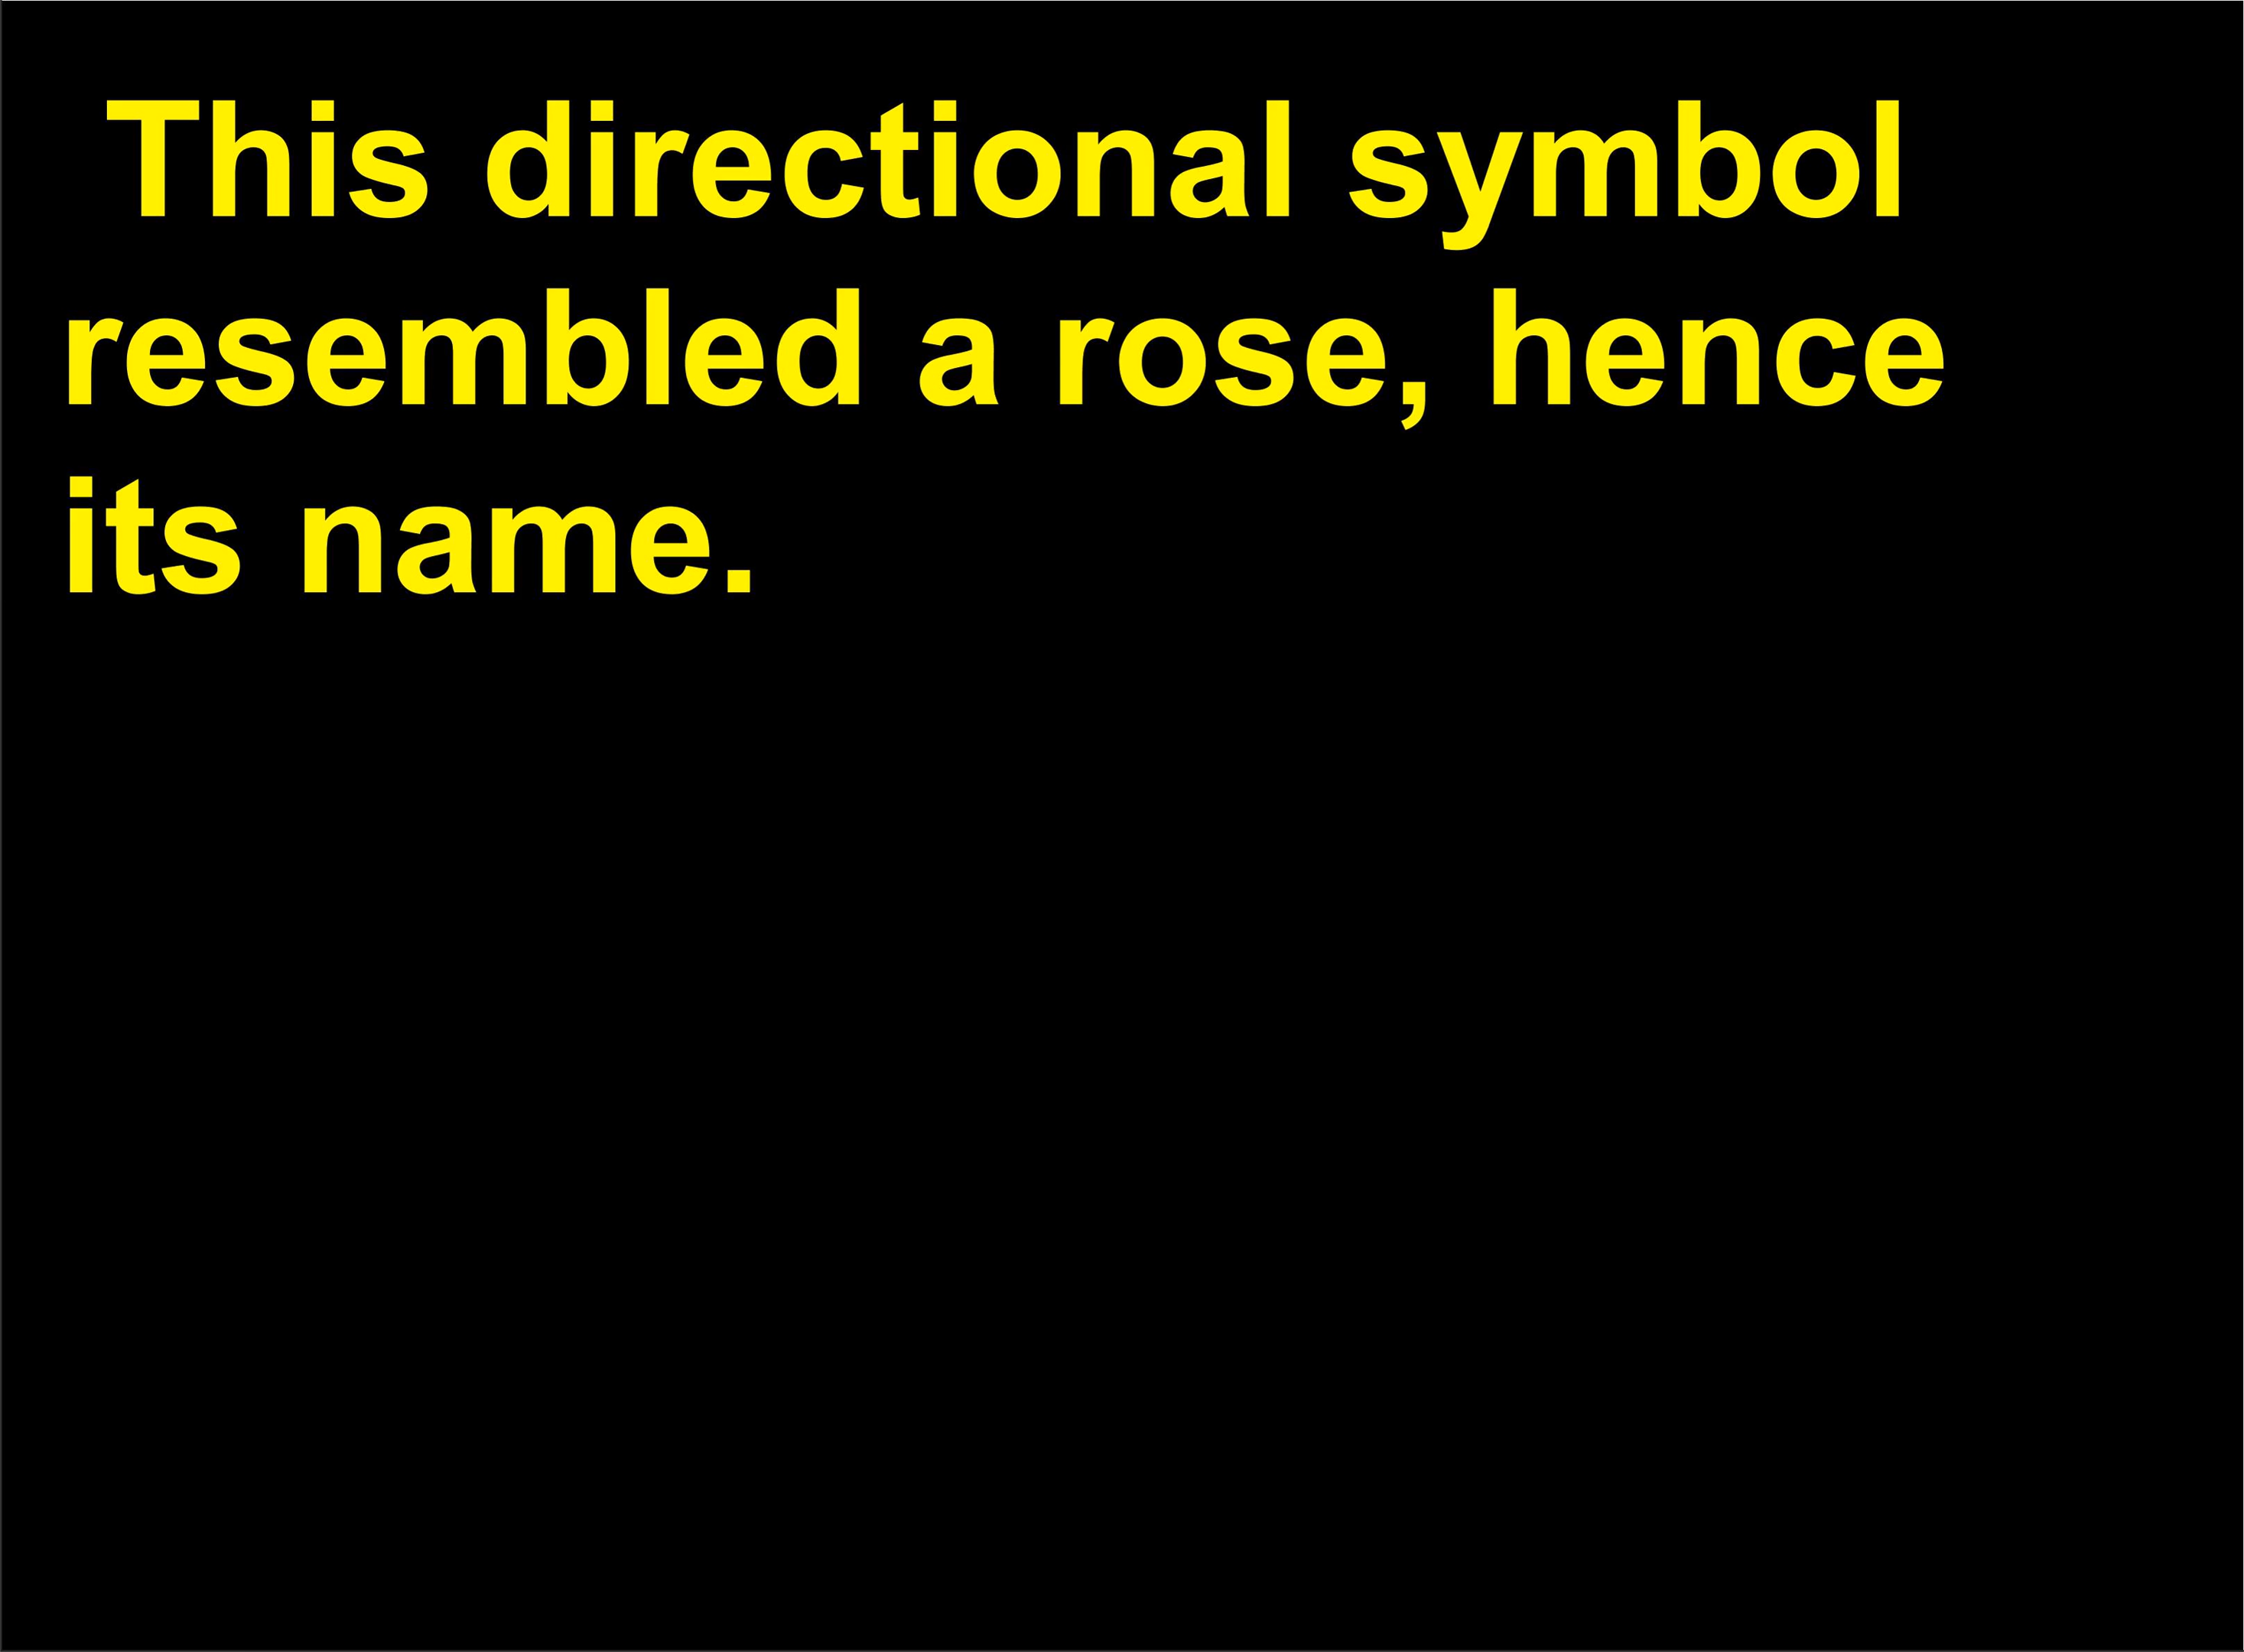 This directional symbol
resembled a rose, hence
its name.